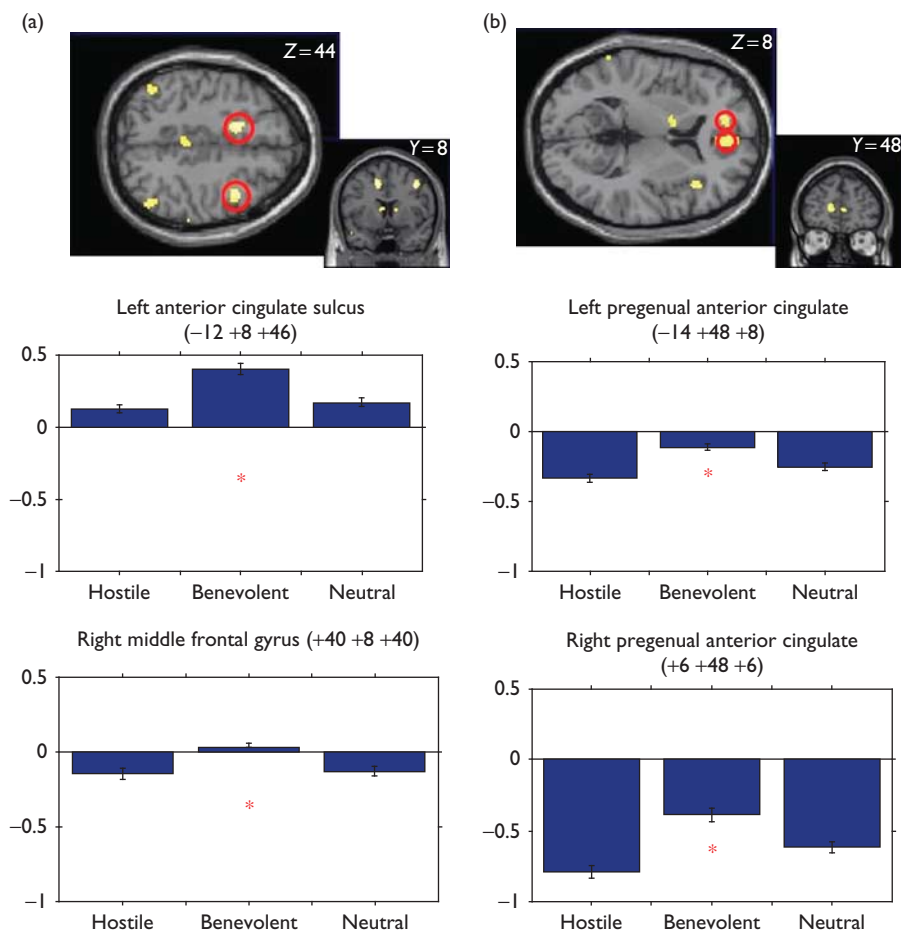 (a)
Z=44
Y=8
Left anterior cingulate sulcus
(−12 +8 +46)
0.5
0
−0.5
−1
*
Hostile Benevolent Neutral
Right middle frontal gyrus (+40 +8 +40)
0.5
0
−0.5
−1
*
Hostile Benevolent Neutral
(b)
Z=8
Y=48
Left pregenual anterior cingulate
(−14 +48 +8)
0.5
0
−0.5
−1
*
Hostile Benevolent Neutral
Right pregenual anterior cingulate
(+6 +48 +6)
0.5
0
−0.5
−1
*
Hostile Benevolent Neutral